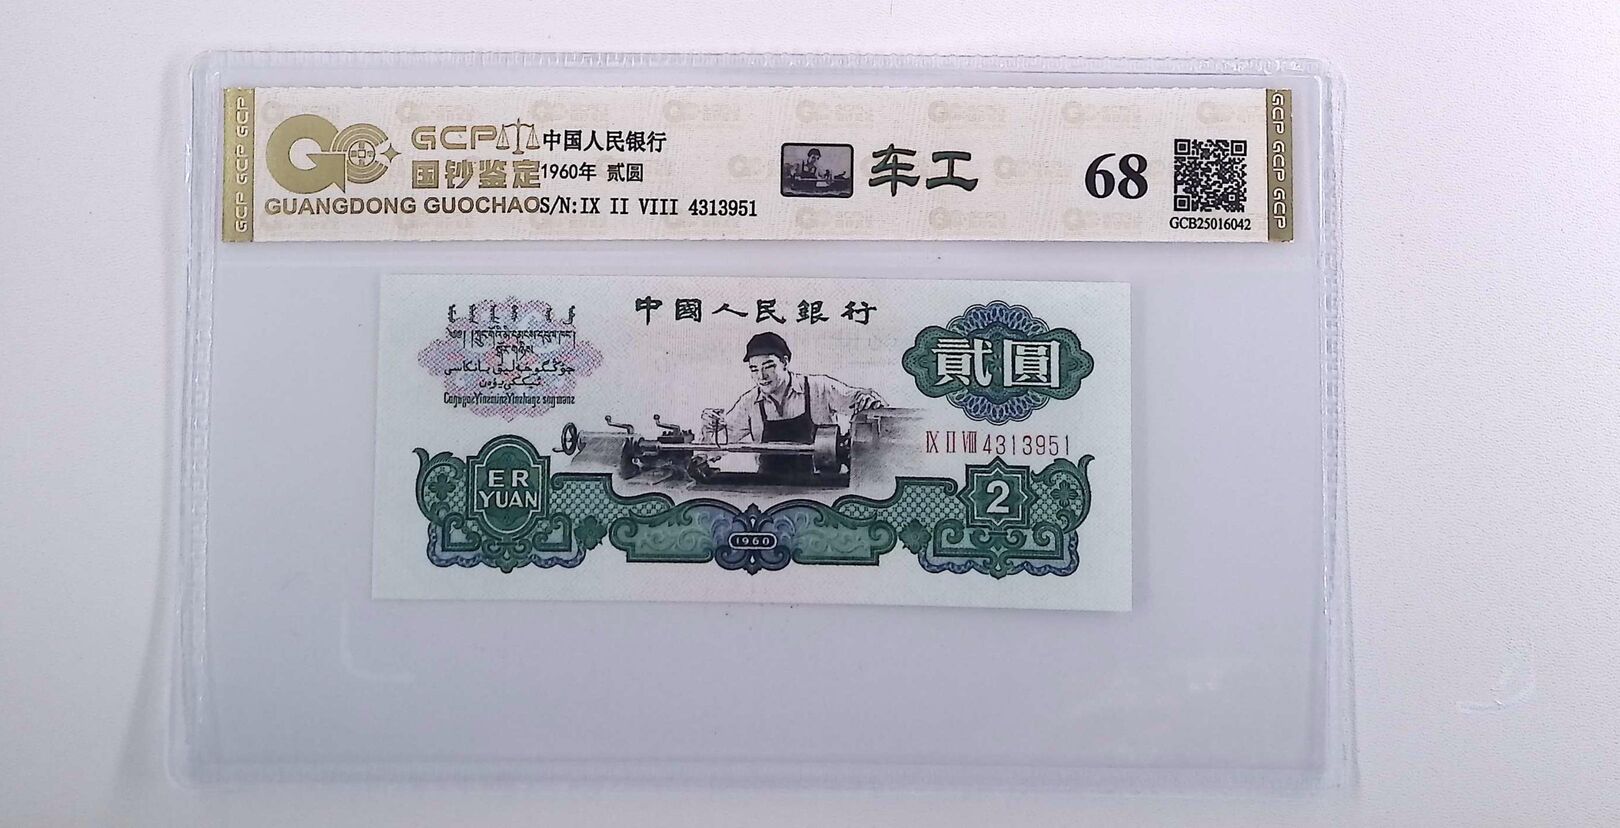 GCP 中国人民银行
国钞鉴定 1960年 贰圆
GUANGDONG GUOCHAO S/N:IX II VIII 4313951
车工
68
GCB25016042
GCP GCP GCP
GCP GCP GCP
中國人民銀行
貳圓
IX II VIII 4313951
ER
YUAN
2
1960